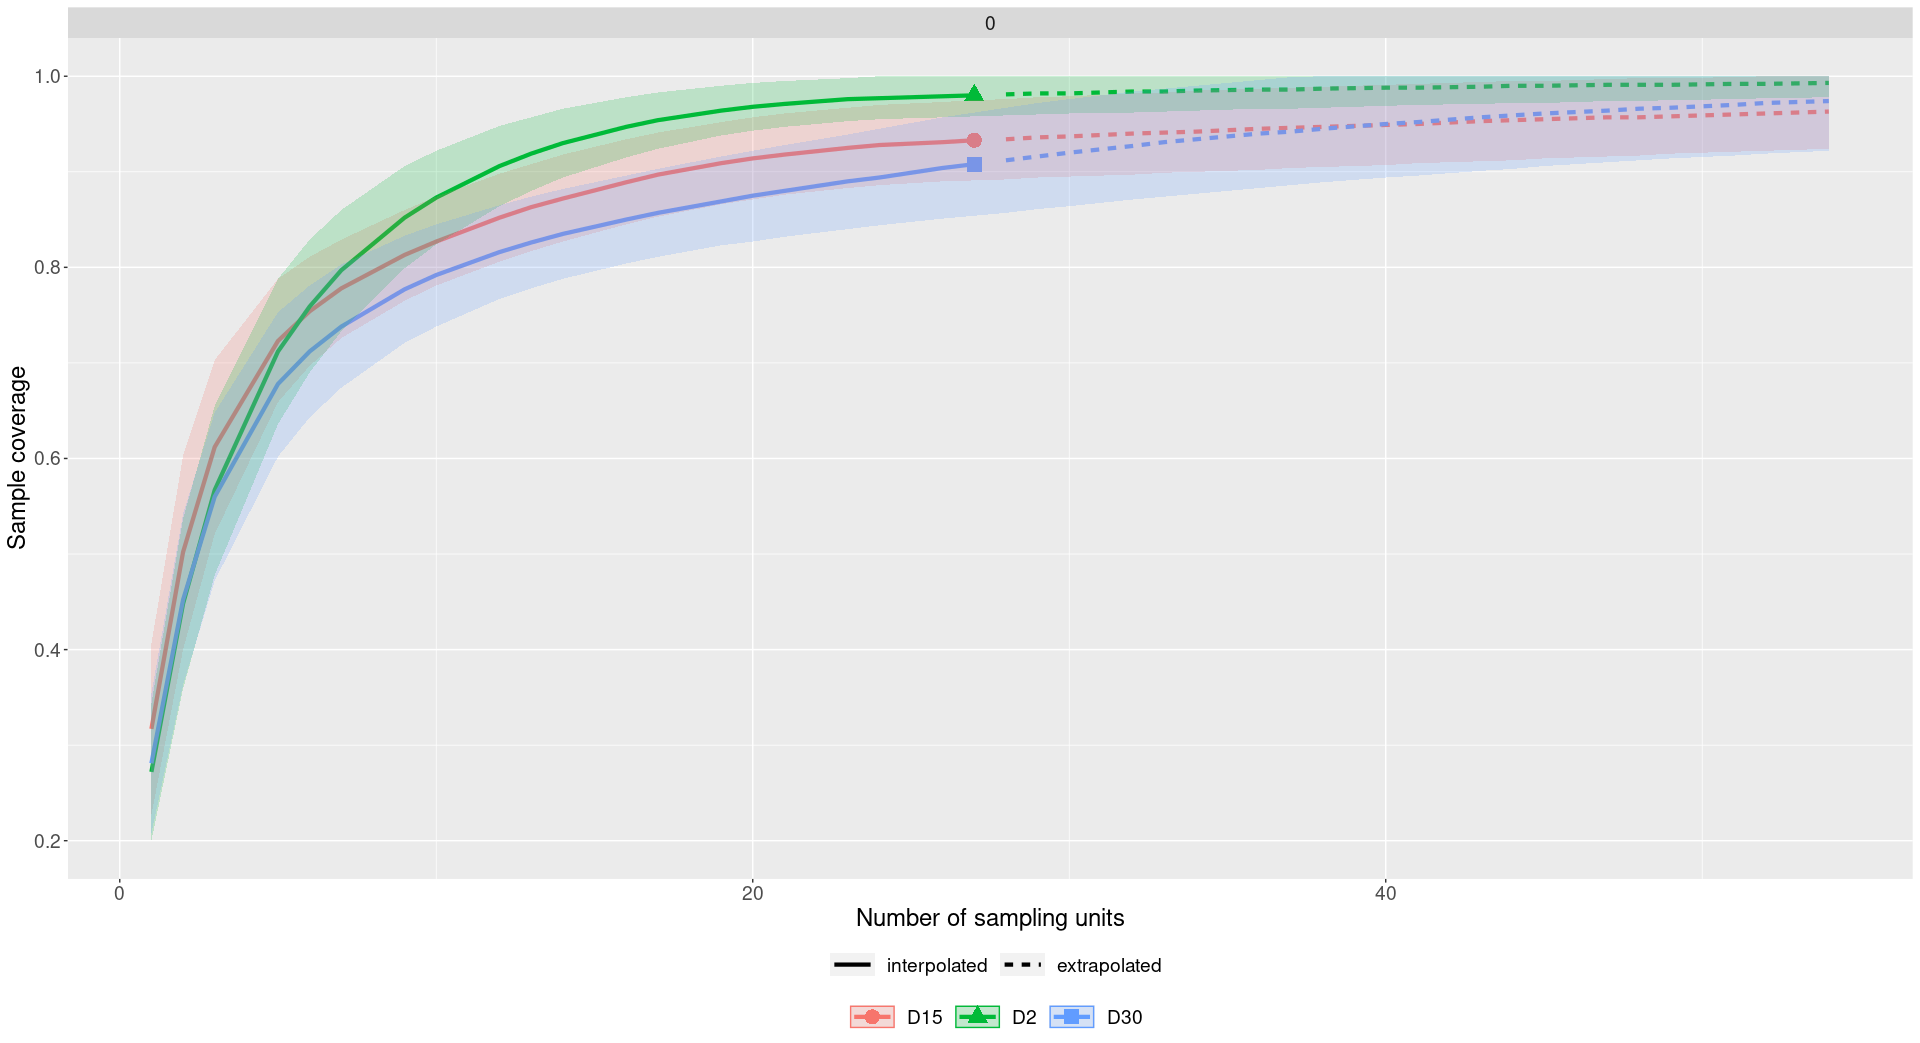 0
1.0
0.8
0.6
0.4
0.2
Sample coverage
0 20 40
Number of sampling units
interpolated extrapolated
D15 D2 D30